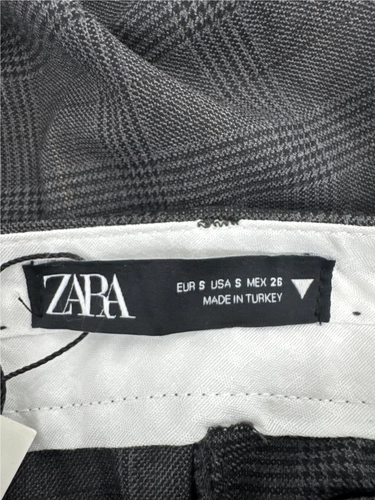 ZARA
EUR S USA S MEX 26
MADE IN TURKEY